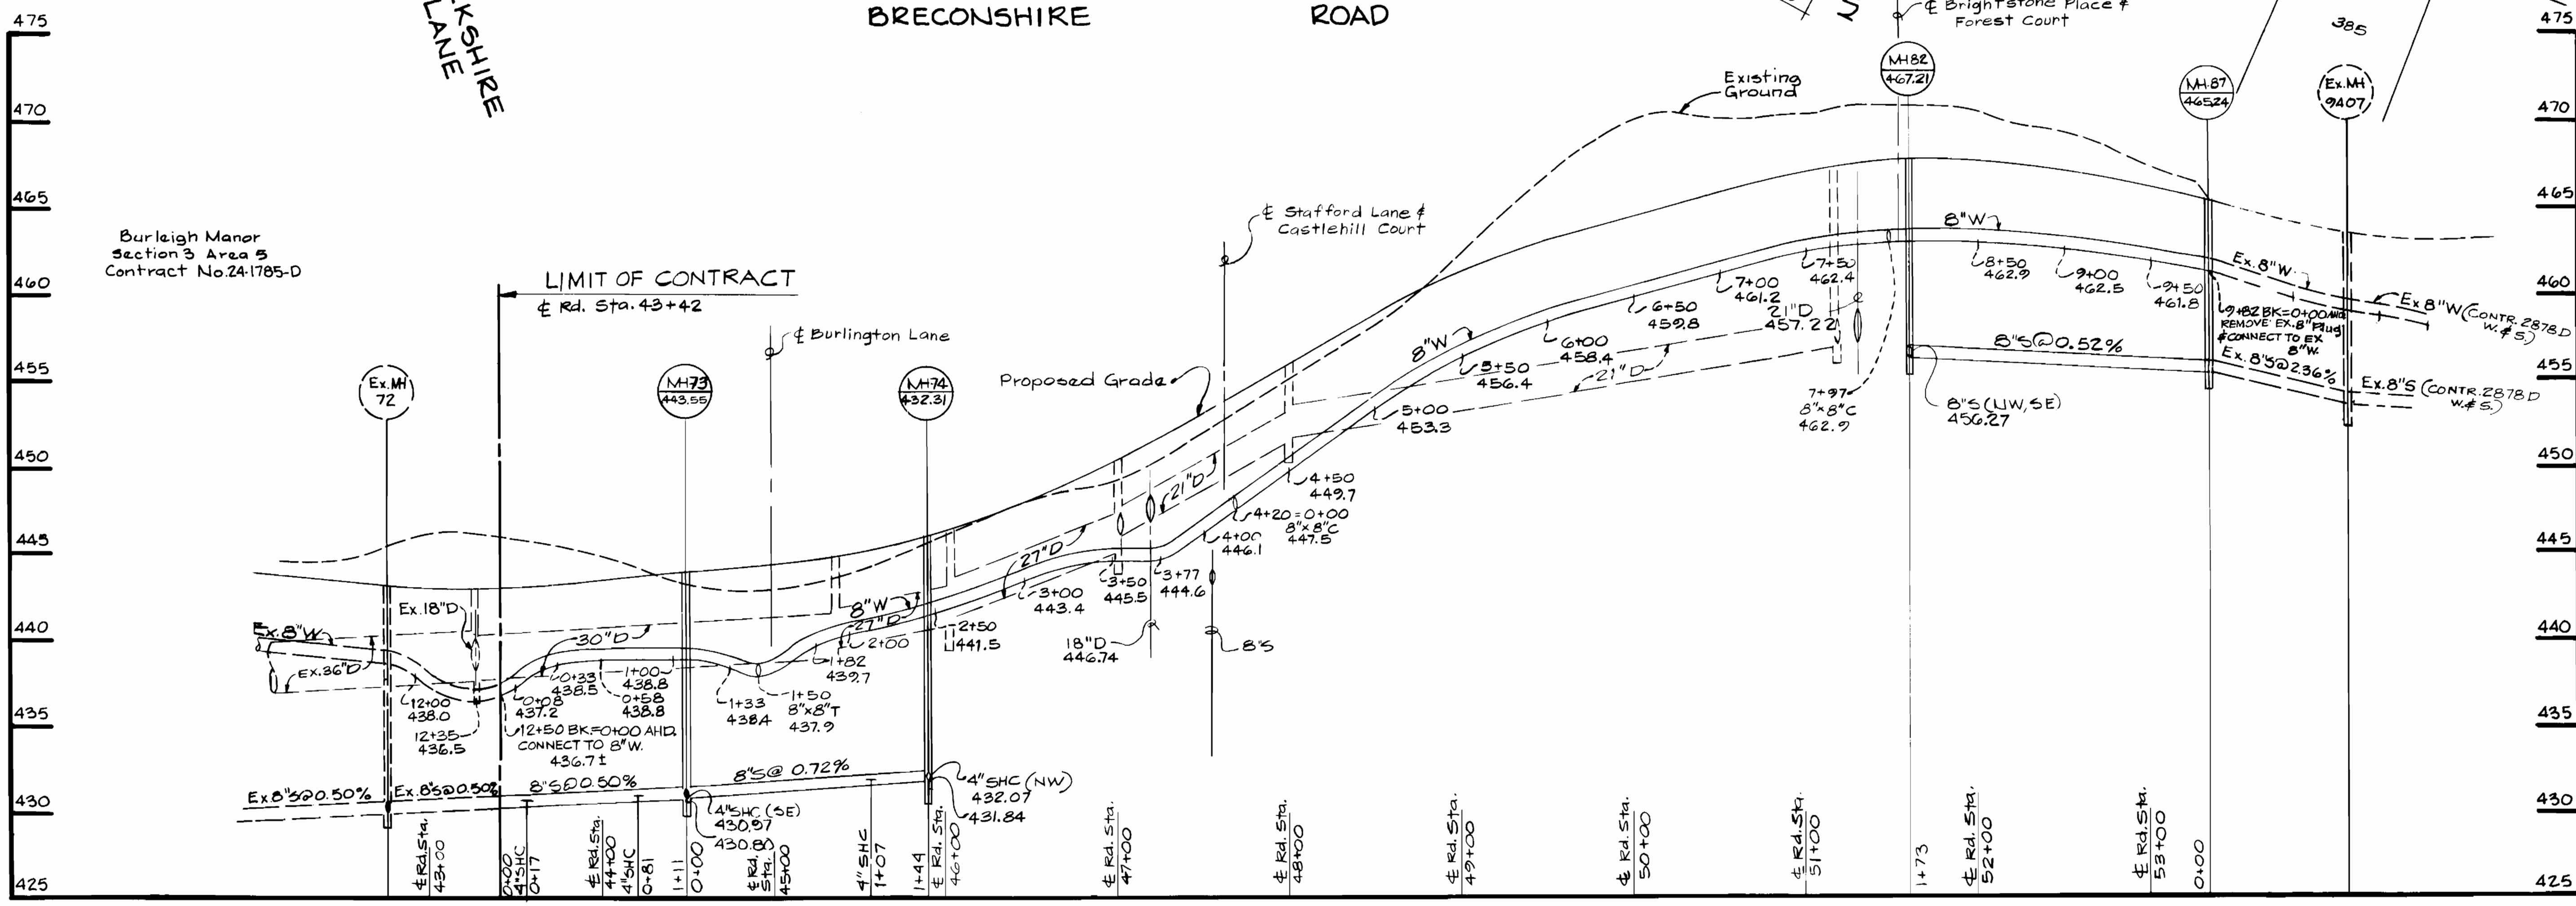 475
KSHIRE
LANE
BRECONSHIRE ROAD
℄ Brightstone Place &
Forest Court
385
475
470
MH 82
467.21
Existing
Ground
MH.87
465.24
Ex.MH
9407
470
465
Burleigh Manor
Section 3 Area 5
Contract No.24-1785-D
℄ Stafford Lane &
Castlehill Court
8"W
465
460
LIMIT OF CONTRACT
℄ Rd. Sta. 43+42
℄ Burlington Lane
7+50
462.4
7+00
461.2
6+50
459.8
6+00
458.4
5+50
456.4
5+00
453.3
8"W
21"D
457.22
21"D
8+50
462.9
9+00
462.5
9+50
461.8
Ex.8"W
Ex 8"W (CONTR.2878D
W.&S.)
9+82 BK=0+00 AHD
REMOVE EX.8" Plug
& CONNECT TO EX
8"W.
460
455
Ex.MH
72
MH73
443.55
MH74
432.31
Proposed Grade
7+97
8"x8"C
462.9
8"S@0.52%
8"S (NW,SE)
456.27
Ex.8"S@2.36%
Ex.8"S (CONTR.2878D
W.&S.)
455
450
21"D
4+50
449.7
4+20=0+00
8"x8"C
447.5
4+00
446.1
450
445
27"D
3+77
444.6
3+50
445.5
3+00
443.4
18"D
446.74
8"S
445
440
Ex.8"W
Ex.36"D
Ex.18"D
30"D
8"W
27"D
2+50
441.5
2+00
1+82
439.7
1+50
8"x8"T
437.9
1+33
438.4
1+00
438.8
0+58
438.8
0+33
438.5
0+08
437.2
12+00
438.0
12+35
436.5
12+50 BK=0+00 AHD.
CONNECT TO 8"W.
436.7±
440
435
435
430
Ex8"S@0.50%
Ex.8"S@0.50%
8"S@0.50%
8"S@ 0.72%
4"SHC (SE)
430.97
430.80
4"SHC (NW)
432.07
431.84
430
425
℄ Rd.Sta.
43+00
0+00
4"SHC
0+17
℄ Rd.Sta.
44+00
4"SHC
0+81
1+11
0+00
℄ Rd.
Sta.
45+00
4"SHC
1+07
1+44
℄ Rd. Sta.
46+00
℄ Rd. Sta.
47+00
℄ Rd. Sta.
48+00
℄ Rd. Sta.
49+00
℄ Rd. Sta.
50+00
℄ Rd.Sta.
51+00
1+73
℄ Rd. Sta.
52+00
℄ Rd. Sta.
53+00
0+00
425